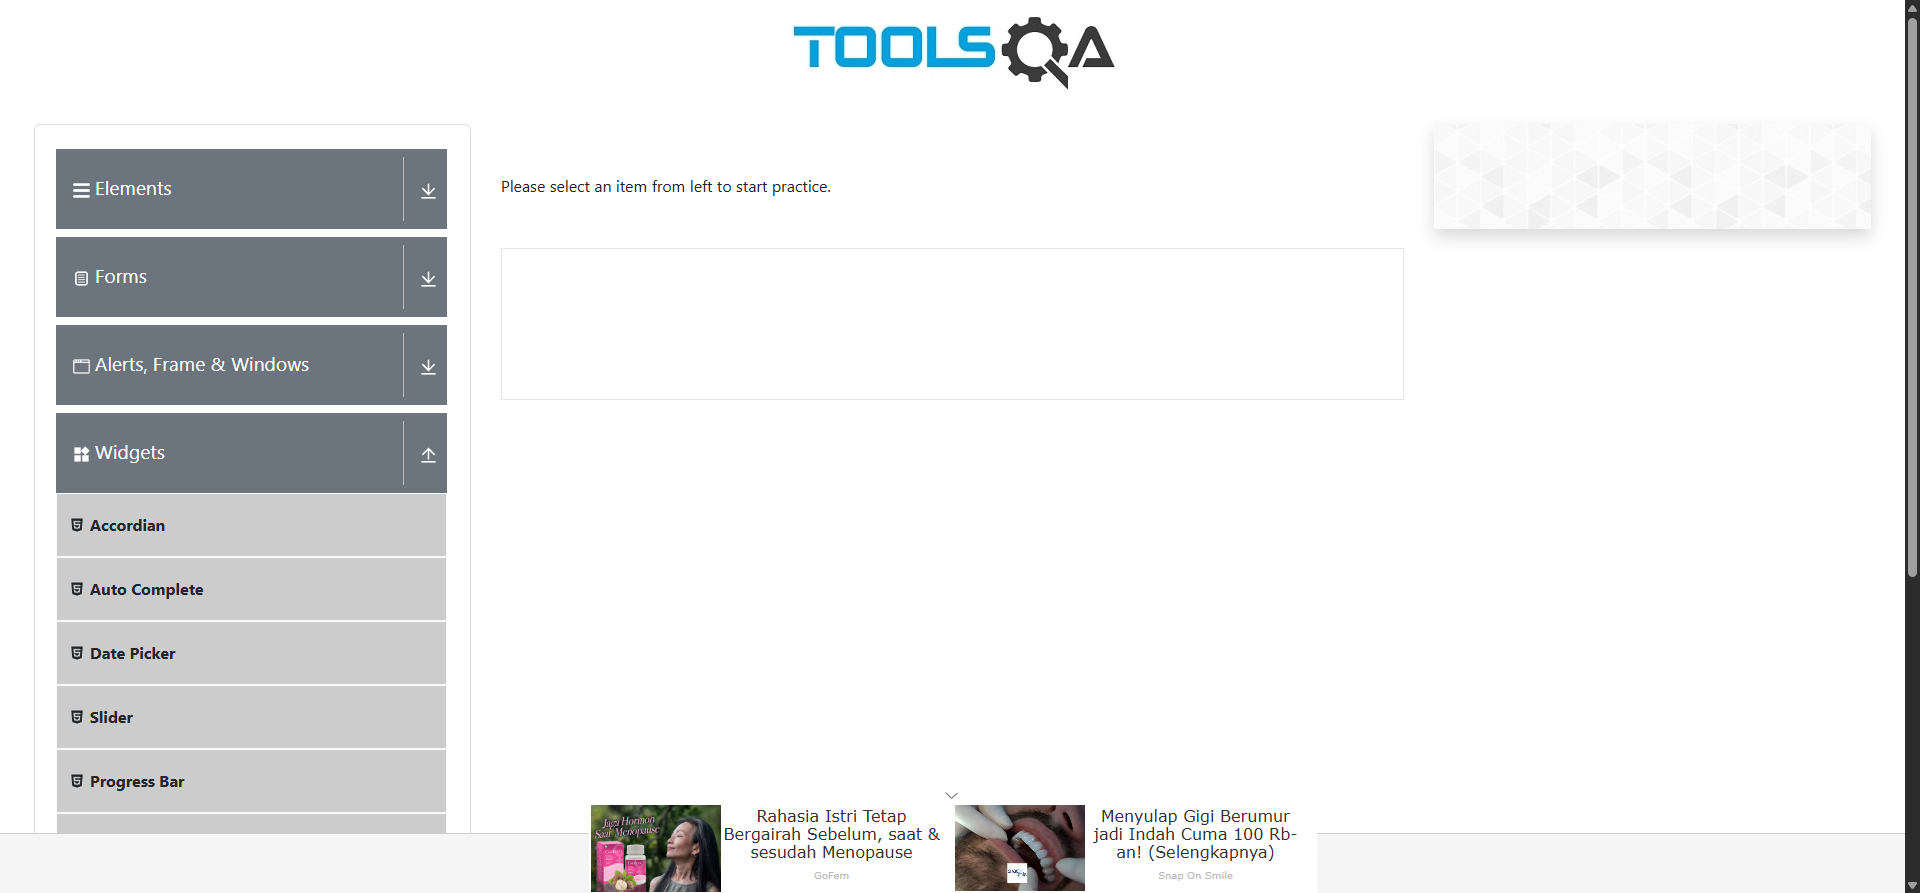 TOOLSQA
Elements
Forms
Alerts, Frame & Windows
Widgets
Accordian
Auto Complete
Date Picker
Slider
Progress Bar
Please select an item from left to start practice.
Jaga Hormon
Saat Menopause
Rahasia Istri Tetap
Bergairah Sebelum, saat &
sesudah Menopause
GoFem
Menyulap Gigi Berumur
jadi Indah Cuma 100 Rb-
an! (Selengkapnya)
Snap On Smile